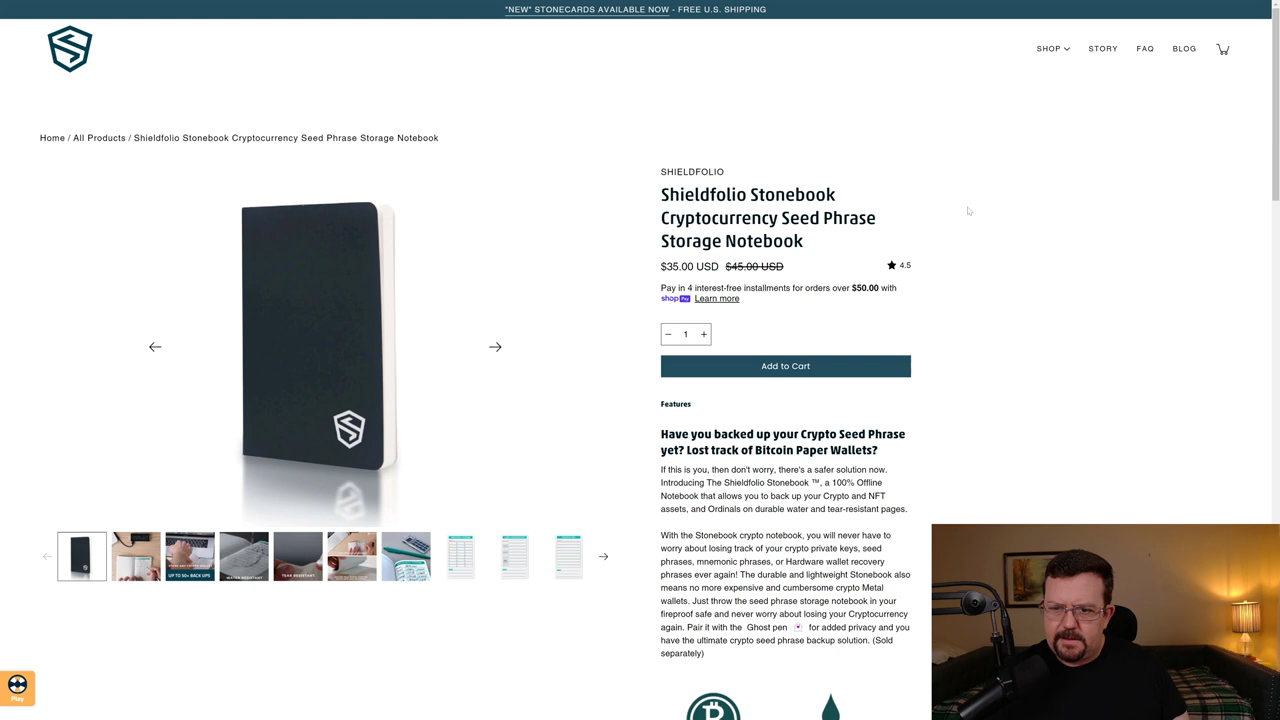 "NEW" STONECARDS AVAILABLE NOW - FREE U.S. SHIPPING
SHOP
STORY
FAQ
BLOG
Home / All Products / Shieldfolio Stonebook Cryptocurrency Seed Phrase Storage Notebook
SHIELDFOLIO
Shieldfolio Stonebook
Cryptocurrency Seed Phrase
Storage Notebook
$35.00 USD $45.00 USD
4.5
Pay in 4 interest-free installments for orders over $50.00 with
shop Pay Learn more
− 1 +
Add to Cart
Features
Have you backed up your Crypto Seed Phrase
yet? Lost track of Bitcoin Paper Wallets?
If this is you, then don't worry, there's a safer solution now.
Introducing The Shieldfolio Stonebook ™, a 100% Offline
Notebook that allows you to back up your Crypto and NFT
assets, and Ordinals on durable water and tear-resistant pages.
With the Stonebook crypto notebook, you will never have to
worry about losing track of your crypto private keys, seed
phrases, mnemonic phrases, or Hardware wallet recovery
phrases ever again! The durable and lightweight Stonebook also
means no more expensive and cumbersome crypto Metal
wallets. Just throw the seed phrase storage notebook in your
fireproof safe and never worry about losing your Cryptocurrency
again. Pair it with the Ghost pen for added privacy and you
have the ultimate crypto seed phrase backup solution. (Sold
separately)
UP TO 50+ BACK UPS
WATER RESISTANT
TEAR RESISTANT
Play